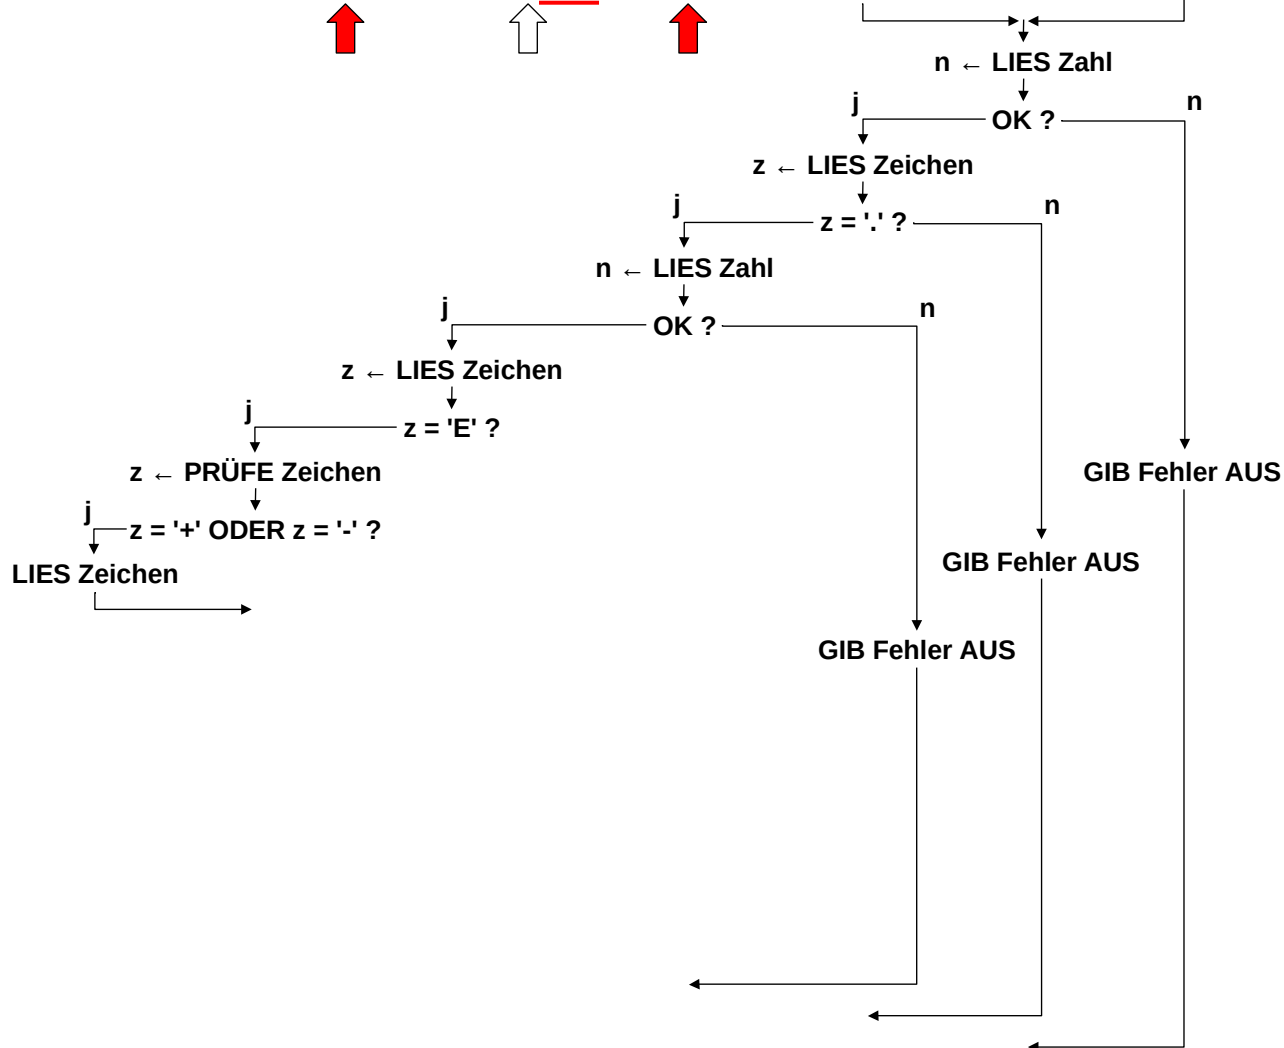 n ← LIES Zahl
j
n
OK ?
z ← LIES Zeichen
j
n
z = '.' ?
n ← LIES Zahl
j
n
OK ?
z ← LIES Zeichen
j
z = 'E' ?
z ← PRÜFE Zeichen
GIB Fehler AUS
j
z = '+' ODER z = '-' ?
GIB Fehler AUS
LIES Zeichen
GIB Fehler AUS